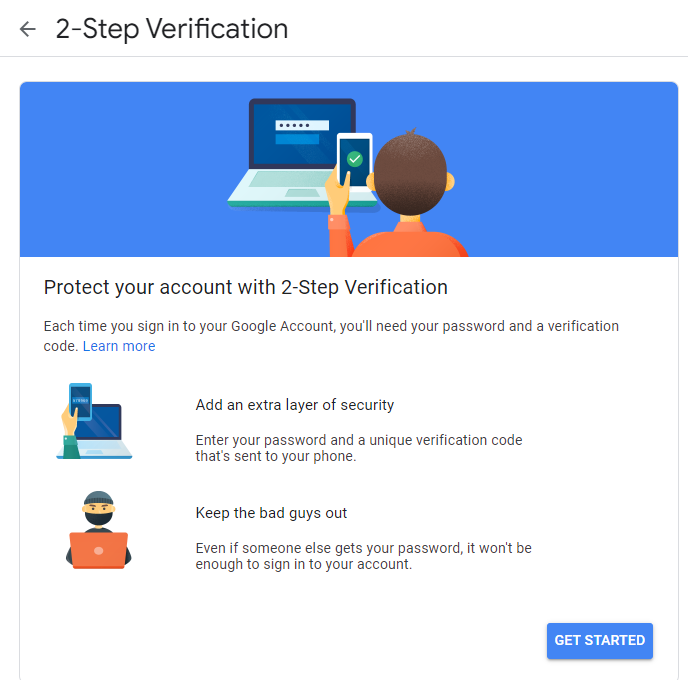 2-Step Verification
Protect your account with 2-Step Verification
Each time you sign in to your Google Account, you'll need your password and a verification
code. Learn more
Add an extra layer of security
Enter your password and a unique verification code
that's sent to your phone.
Keep the bad guys out
Even if someone else gets your password, it won't be
enough to sign in to your account.
GET STARTED